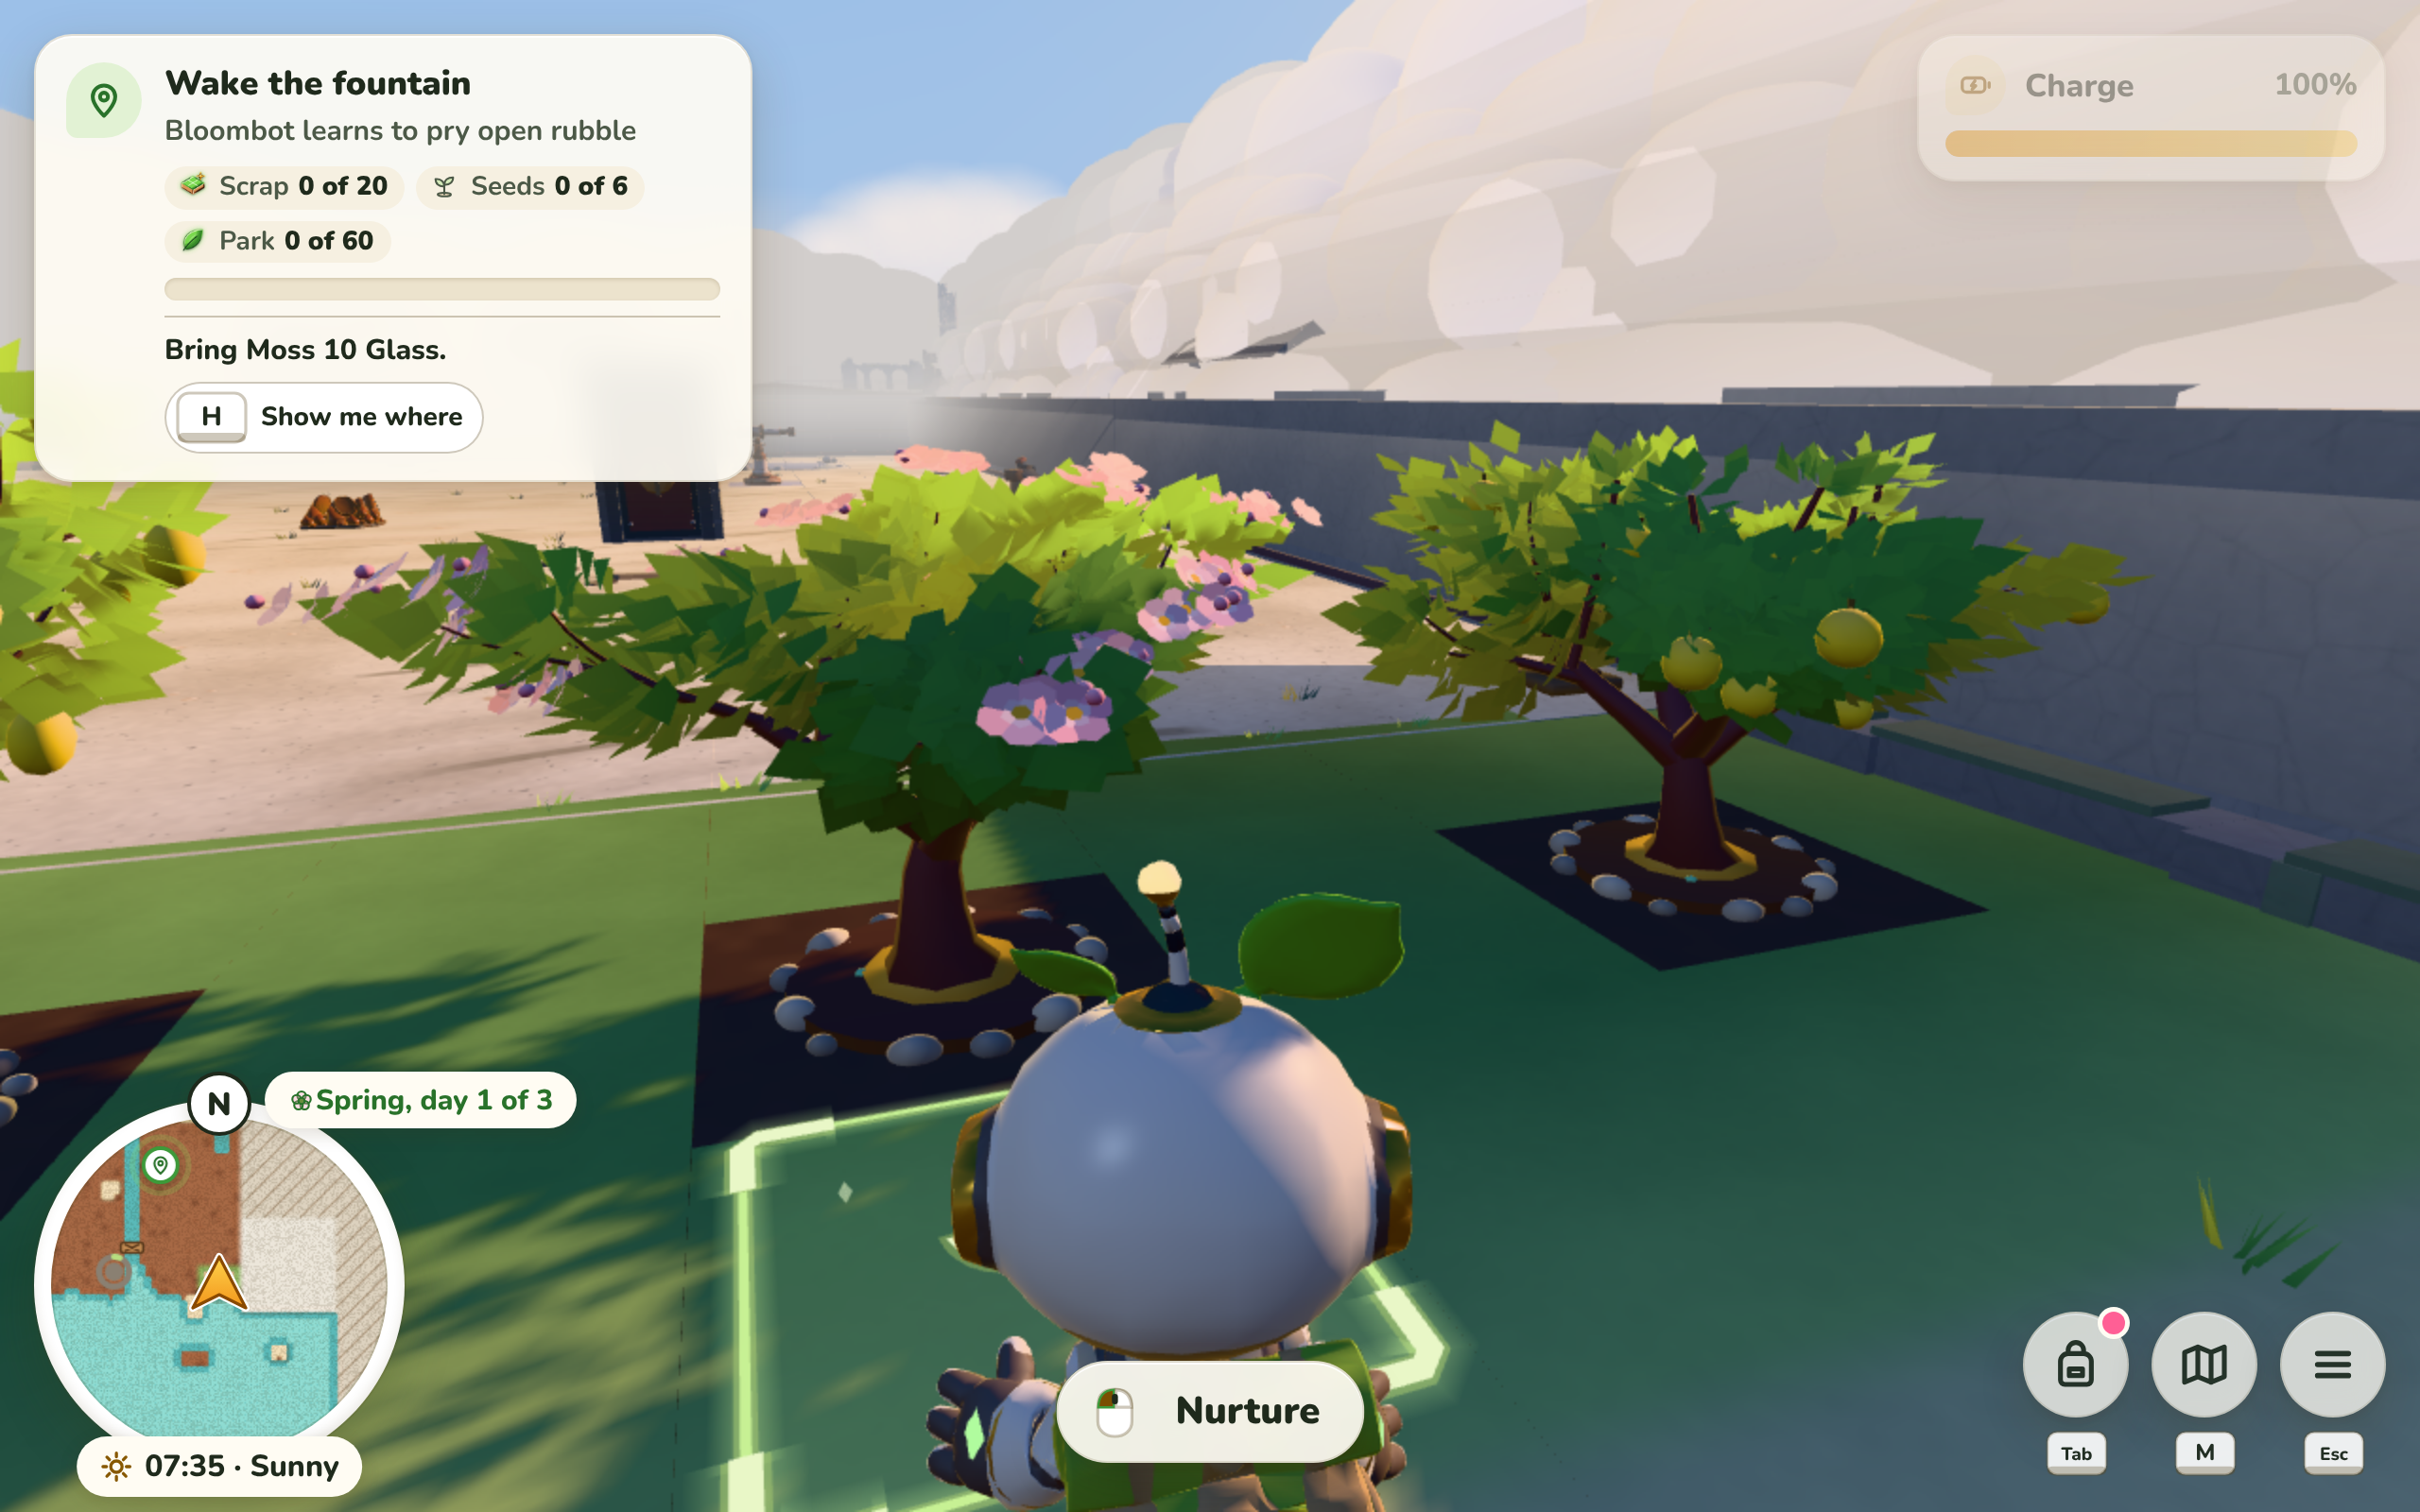 Wake the fountain
Bloombot learns to pry open rubble
Scrap 0 of 20 Seeds 0 of 6
Park 0 of 60
Bring Moss 10 Glass.
H Show me where
Charge 100%
N
Spring, day 1 of 3
07:35 · Sunny
Nurture
Tab M Esc